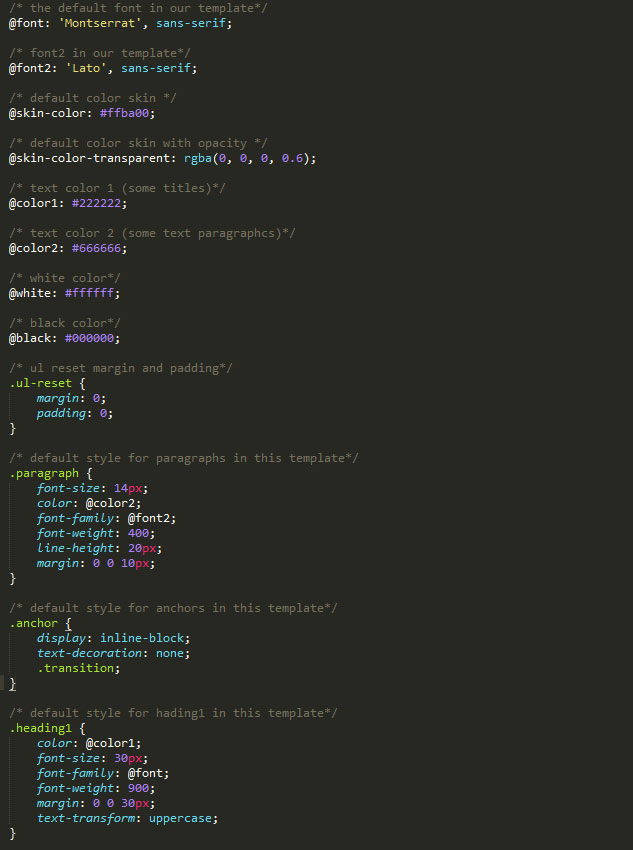 /* the default font in our template*/
@font: 'Montserrat', sans-serif;
/* font2 in our template*/
@font2: 'Lato', sans-serif;
/* default color skin */
@skin-color: #ffba00;
/* default color skin with opacity */
@skin-color-transparent: rgba(0, 0, 0, 0.6);
/* text color 1 (some titles)*/
@color1: #222222;
/* text color 2 (some text paragraphcs)*/
@color2: #666666;
/* white color*/
@white: #ffffff;
/* black color*/
@black: #000000;
/* ul reset margin and padding*/
.ul-reset {
    margin: 0;
    padding: 0;
}
/* default style for paragraphs in this template*/
.paragraph {
    font-size: 14px;
    color: @color2;
    font-family: @font2;
    font-weight: 400;
    line-height: 20px;
    margin: 0 0 10px;
}
/* default style for anchors in this template*/
.anchor {
    display: inline-block;
    text-decoration: none;
    .transition;
}
/* default style for hading1 in this template*/
.heading1 {
    color: @color1;
    font-size: 30px;
    font-family: @font;
    font-weight: 900;
    margin: 0 0 30px;
    text-transform: uppercase;
}